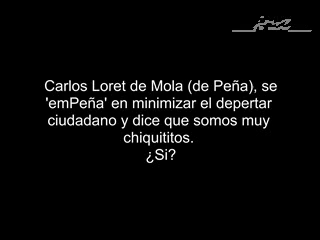 Carlos Loret de Mola (de Peña), se
'emPeña' en minimizar el depertar
ciudadano y dice que somos muy
chiquititos.
¿Si?